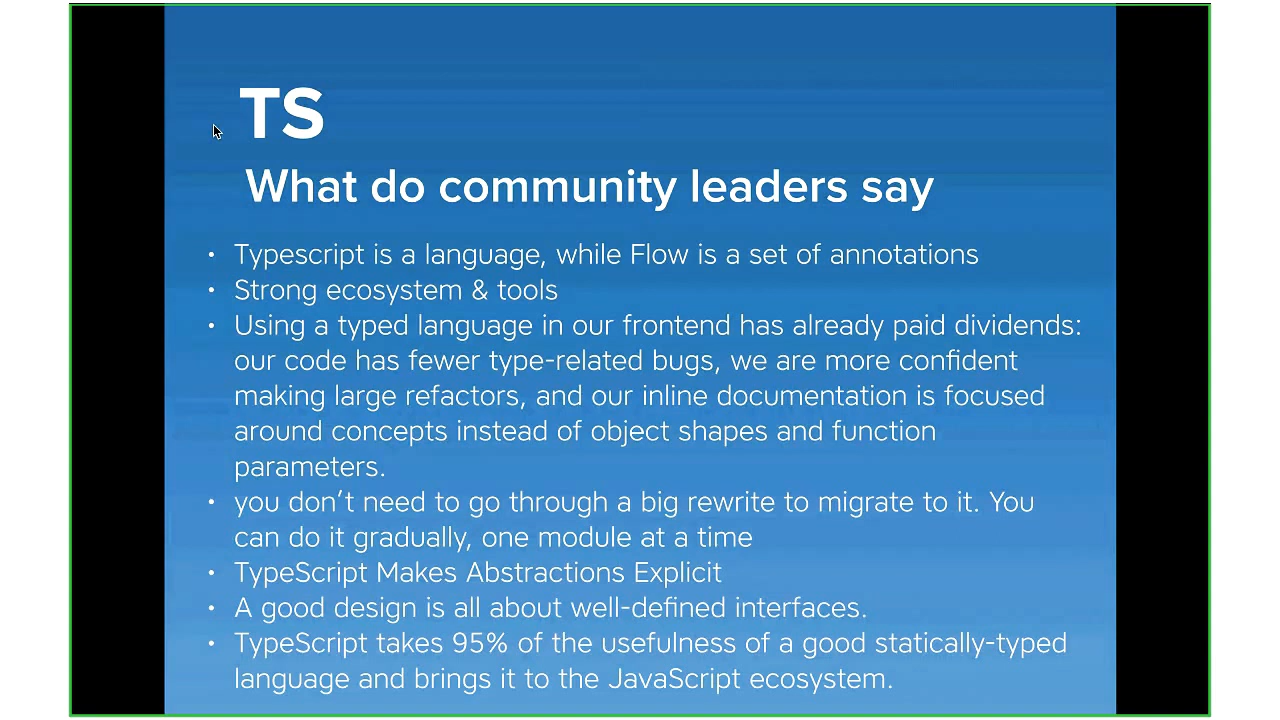 TS
What do community leaders say
• Typescript is a language, while Flow is a set of annotations
• Strong ecosystem & tools
• Using a typed language in our frontend has already paid dividends:
our code has fewer type-related bugs, we are more confident
making large refactors, and our inline documentation is focused
around concepts instead of object shapes and function
parameters.
• you don’t need to go through a big rewrite to migrate to it. You
can do it gradually, one module at a time
• TypeScript Makes Abstractions Explicit
• A good design is all about well-defined interfaces.
• TypeScript takes 95% of the usefulness of a good statically-typed
language and brings it to the JavaScript ecosystem.